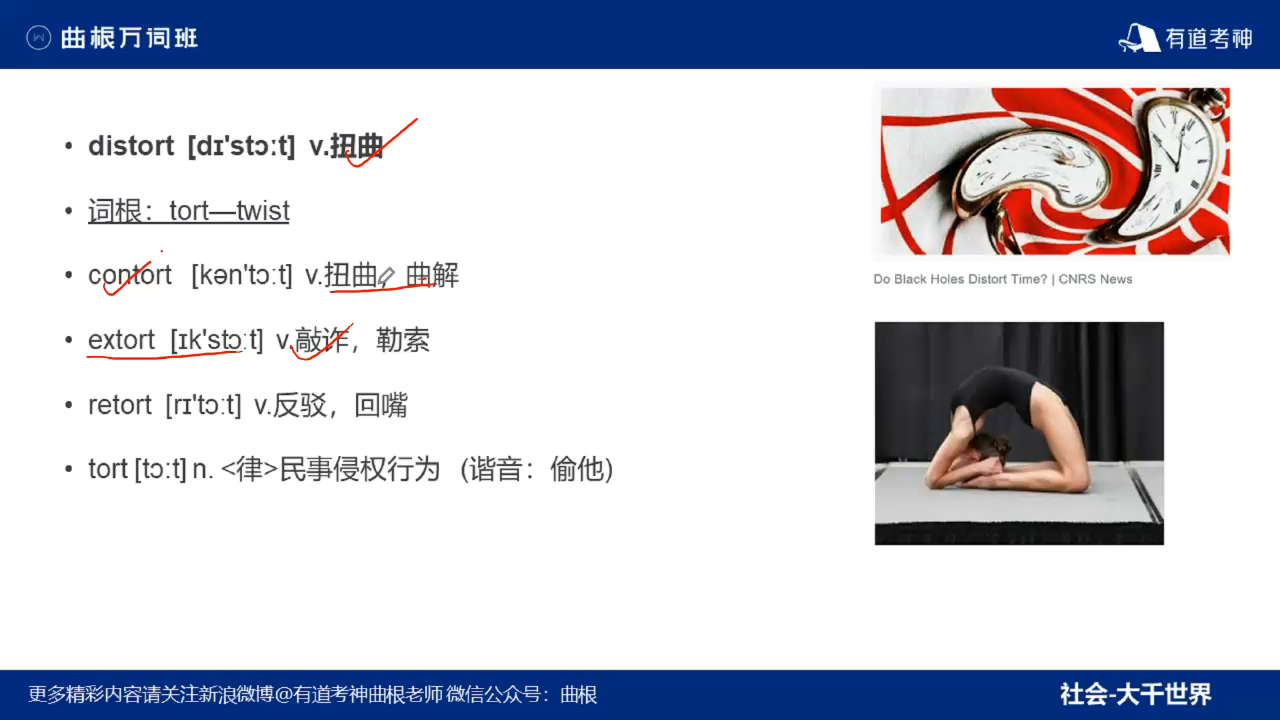 曲根万词班
有道考神
• distort [dɪ'stɔːt] v.扭曲
• 词根：tort—twist
• contort [kən'tɔːt] v.扭曲，曲解
• extort [ɪk'stɔːt] v.敲诈，勒索
• retort [rɪ'tɔːt] v.反驳，回嘴
• tort [tɔːt] n. <律>民事侵权行为 (谐音：偷他)
Do Black Holes Distort Time? | CNRS News
更多精彩内容请关注新浪微博@有道考神曲根老师 微信公众号：曲根
社会-大千世界